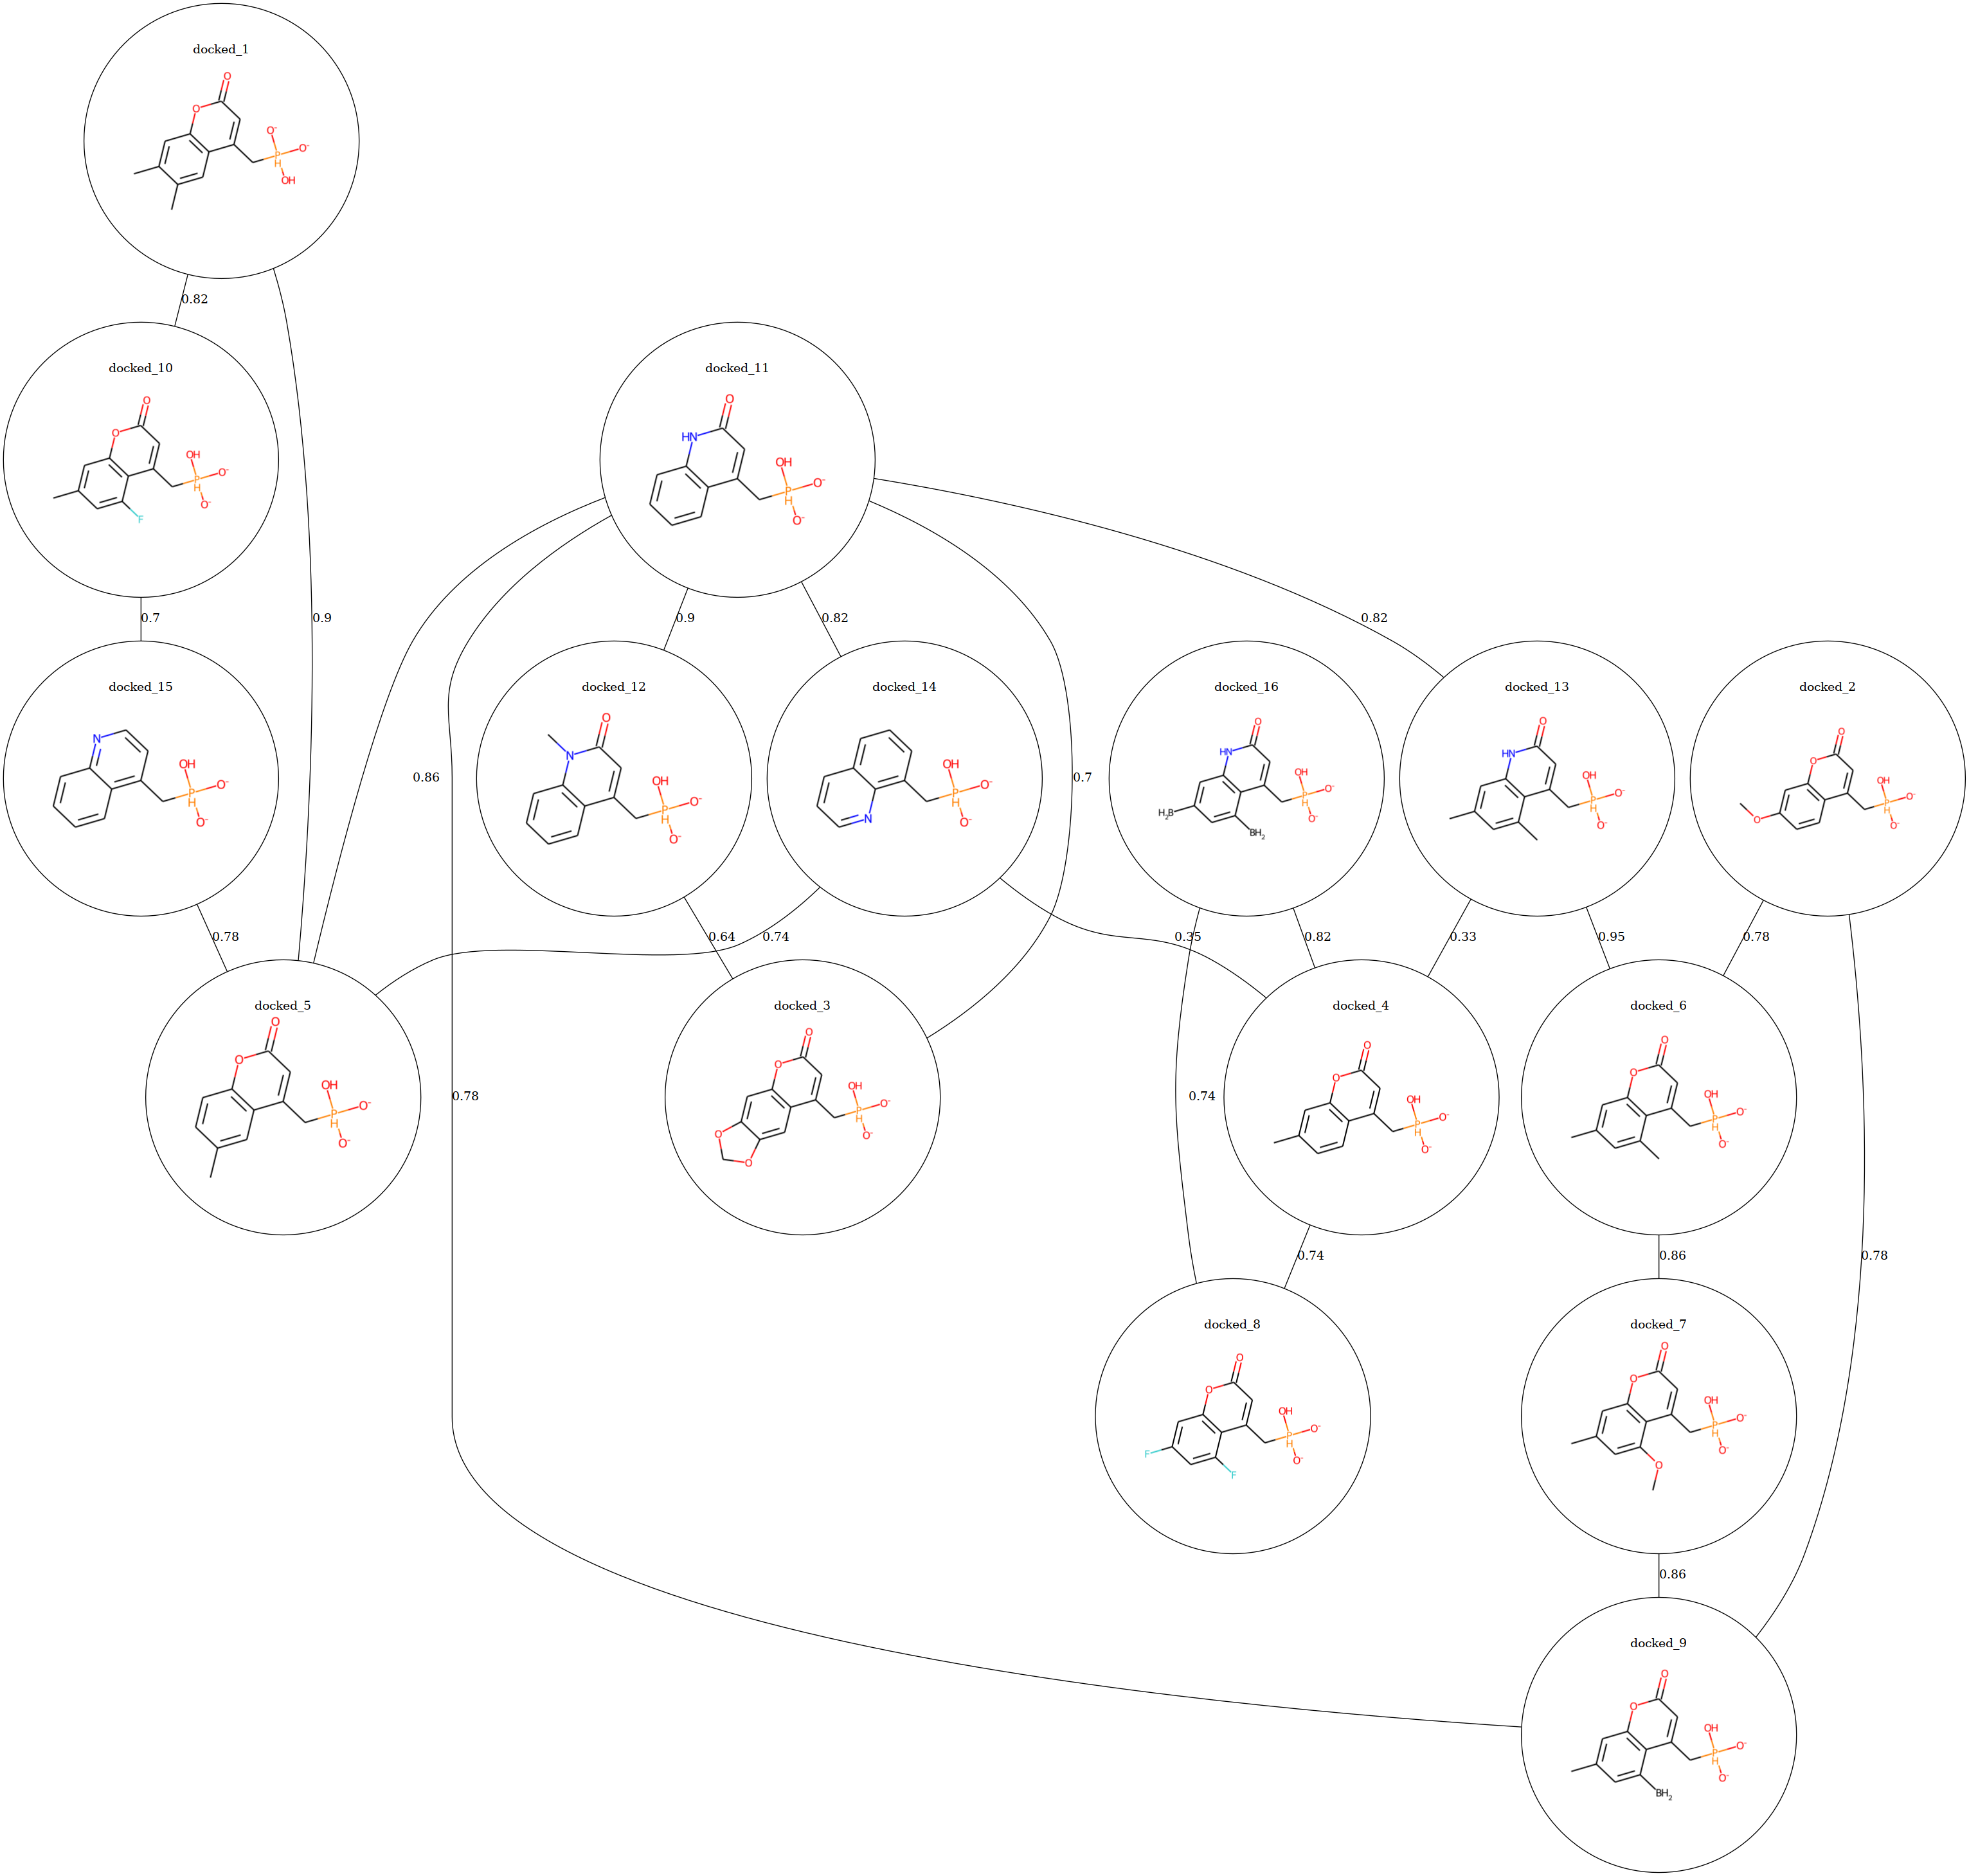 docked_1
O
O
O⁻
O⁻
P
H
OH
0.82
docked_10
O
O
OH
O⁻
P
H
O⁻
F
docked_11
O
HN
OH
O⁻
P
H
O⁻
0.7
0.9
0.9
0.82
0.82
docked_15
N
OH
O⁻
P
H
O⁻
docked_12
O
N
OH
O⁻
P
H
O⁻
docked_14
OH
O⁻
P
H
O⁻
N
docked_16
O
HN
OH
O⁻
P
H
O⁻
H₂B
BH₂
docked_13
O
HN
OH
O⁻
P
H
O⁻
docked_2
O
O
OH
O⁻
P
H
O⁻
O
0.86
0.7
0.78
0.64
0.74
0.35
0.82
0.33
0.95
0.78
docked_5
O
O
OH
O⁻
P
H
O⁻
docked_3
O
O
OH
O⁻
P
H
O⁻
O
O
docked_4
O
O
OH
O⁻
P
H
O⁻
docked_6
O
O
OH
O⁻
P
H
O⁻
0.78
0.74
0.74
0.86
0.78
docked_8
O
O
OH
O⁻
P
H
O⁻
F
F
docked_7
O
O
OH
O⁻
P
H
O⁻
O
0.86
docked_9
O
O
OH
O⁻
P
H
O⁻
BH₂